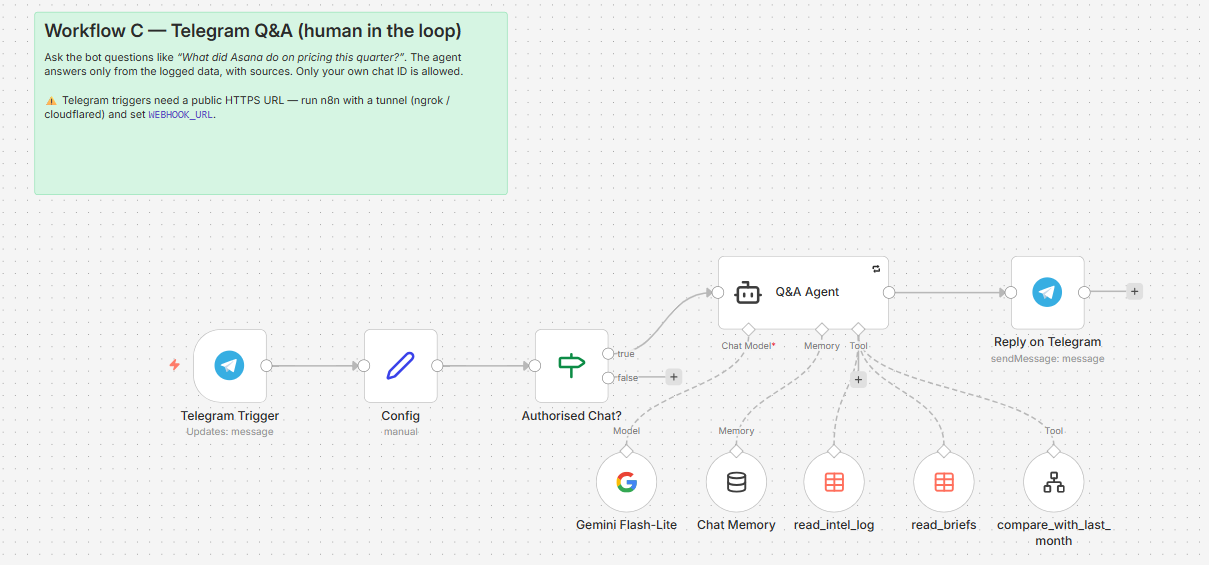 Workflow C — Telegram Q&A (human in the loop)
Ask the bot questions like “What did Asana do on pricing this quarter?”. The agent
answers only from the logged data, with sources. Only your own chat ID is allowed.
⚠️ Telegram triggers need a public HTTPS URL — run n8n with a tunnel (ngrok /
cloudflared) and set WEBHOOK_URL.
Q&A Agent
Chat Model*
Memory
Tool
Reply on Telegram
sendMessage: message
true
false
Telegram Trigger
Updates: message
Config
manual
Authorised Chat?
Model
Memory
Tool
Gemini Flash-Lite
Chat Memory
read_intel_log
read_briefs
compare_with_last_
month